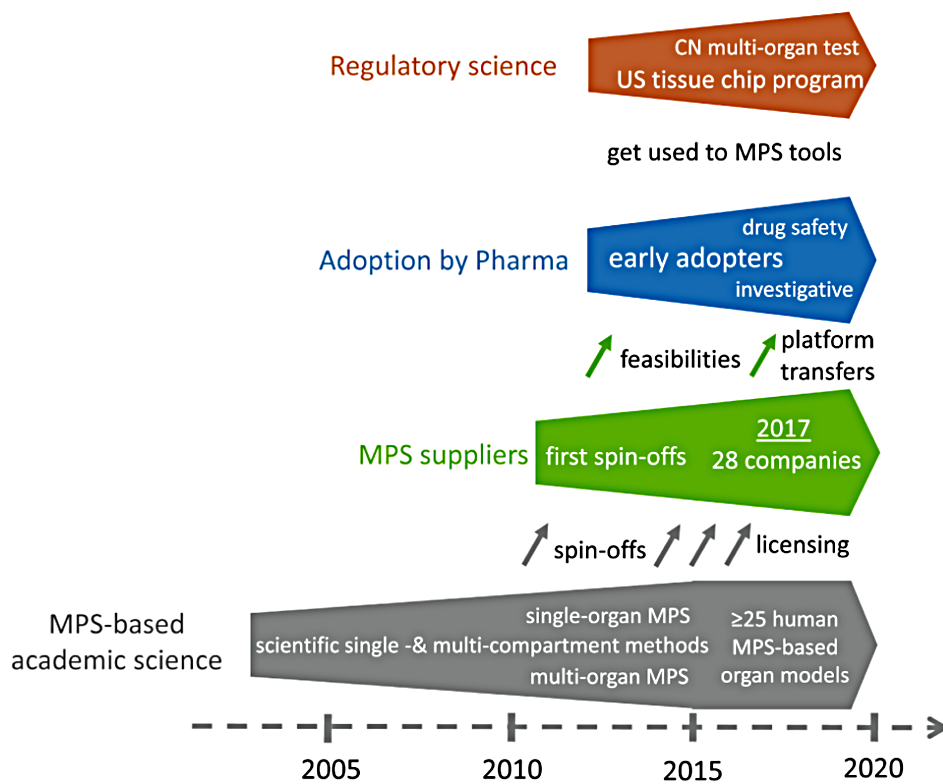 Regulatory science
CN multi-organ test
US tissue chip program
get used to MPS tools
Adoption by Pharma
drug safety
early adopters
investigative
feasibilities
platform
transfers
MPS suppliers
first spin-offs
2017
28 companies
spin-offs
licensing
MPS-based
academic science
single-organ MPS
scientific single -& multi-compartment methods
multi-organ MPS
≥25 human
MPS-based
organ models
2005
2010
2015
2020